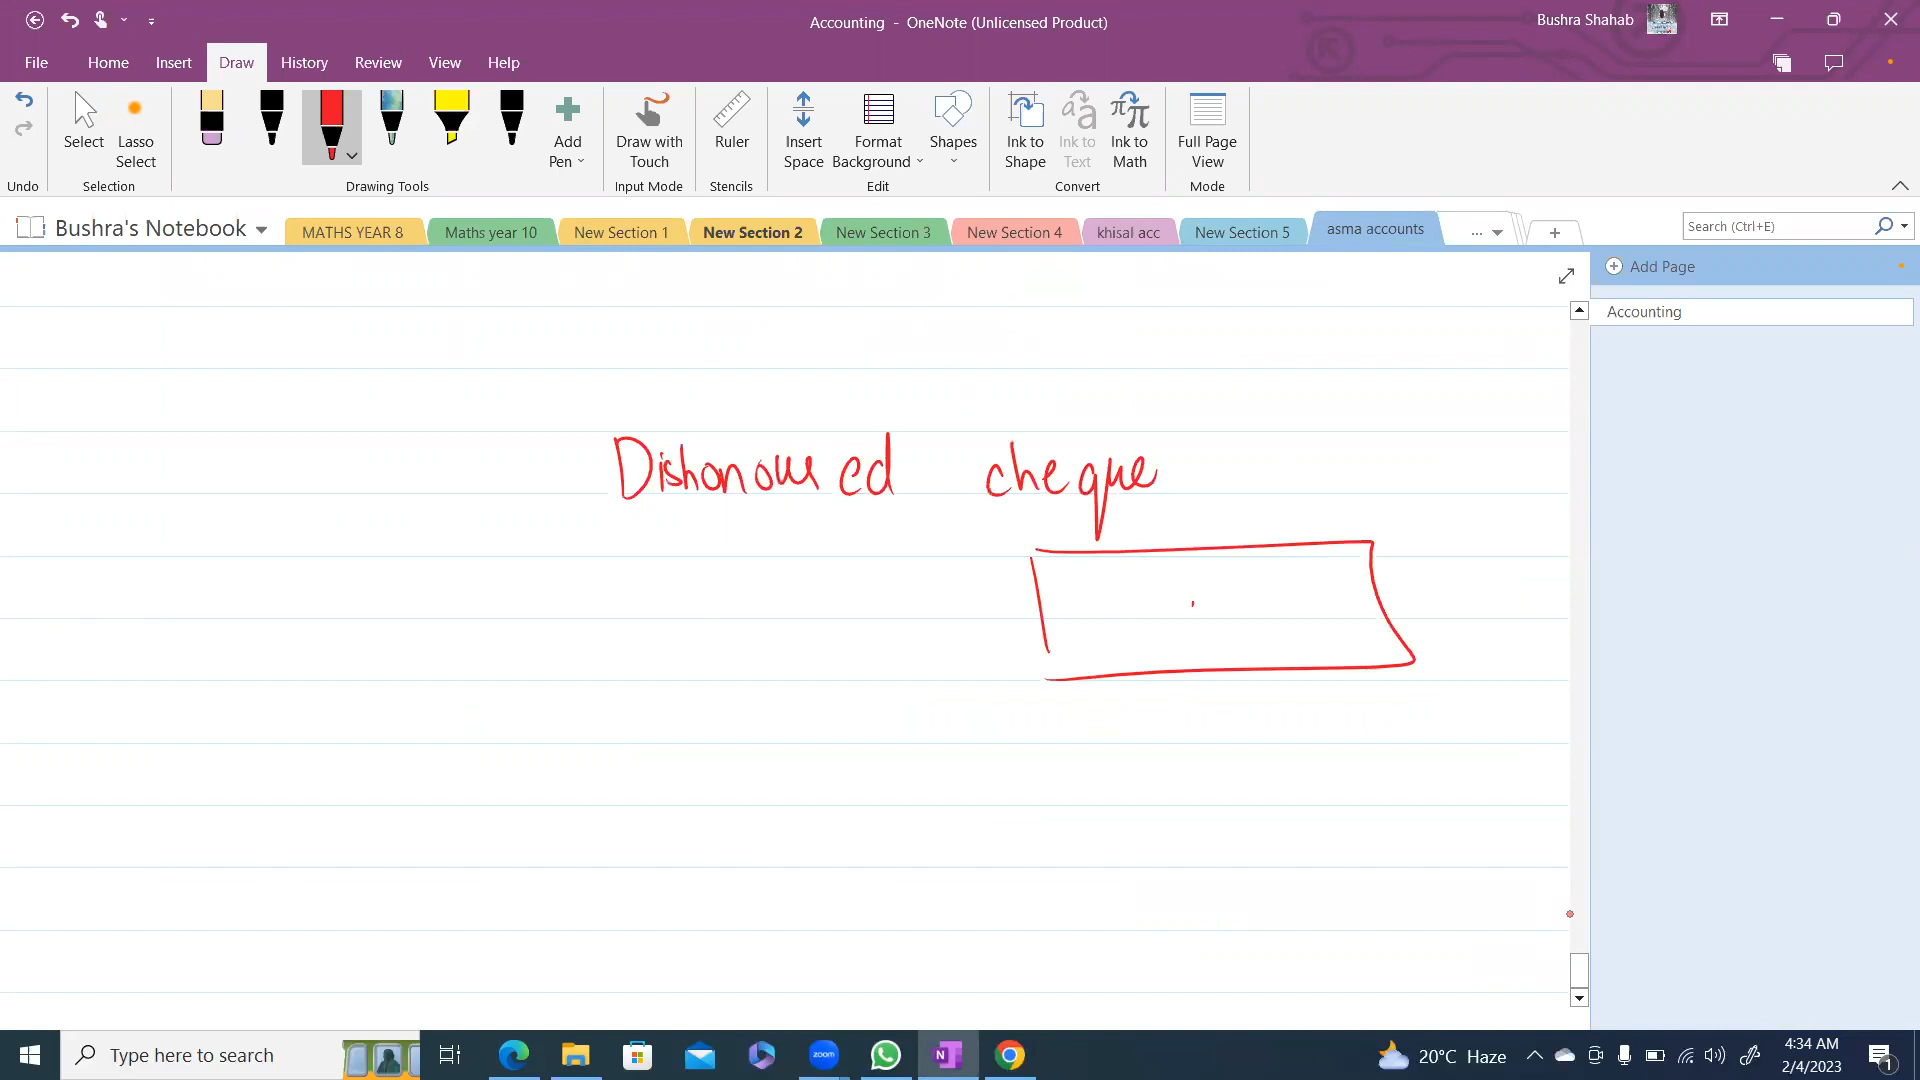 Accounting - OneNote (Unlicensed Product)
Bushra Shahab
File Home Insert Draw History Review View Help
Select
Lasso Select
Add Pen
Draw with Touch
Ruler
Insert Space
Format Background
Shapes
Ink to Shape
Ink to Text
Ink to Math
Full Page View
Undo Selection Drawing Tools Input Mode Stencils Edit Convert Mode
Bushra's Notebook MATHS YEAR 8 Maths year 10 New Section 1 New Section 2 New Section 3 New Section 4 khisal acc New Section 5 asma accounts ... Search (Ctrl+E)
Add Page
Accounting
Dishonoured cheque
Type here to search
zoom
N
20°C Haze
4:34 AM
2/4/2023
1